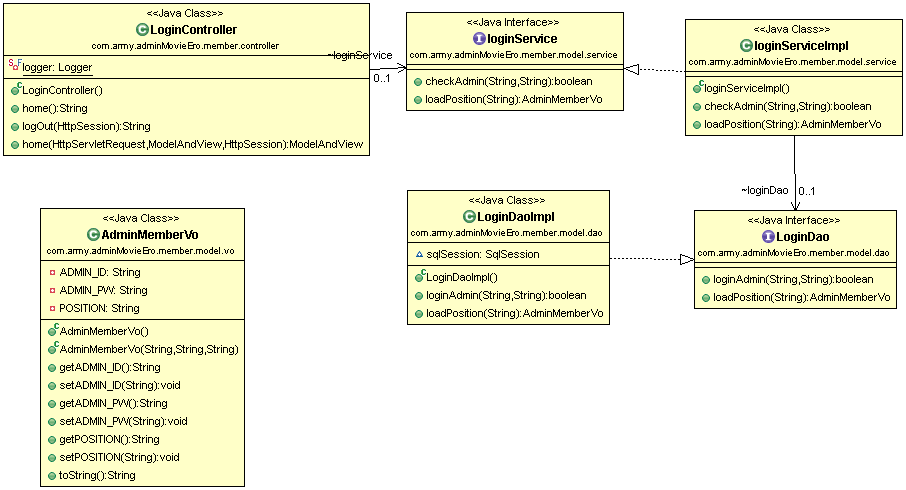 <<Java Class>>
LoginController
com.army.adminMovieEro.member.controller
logger: Logger
LoginController()
home():String
logOut(HttpSession):String
home(HttpServletRequest,ModelAndView,HttpSession):ModelAndView
~loginService
0..1
<<Java Interface>>
loginService
com.army.adminMovieEro.member.model.service
checkAdmin(String,String):boolean
loadPosition(String):AdminMemberVo
<<Java Class>>
loginServiceImpl
com.army.adminMovieEro.member.model.service
loginServiceImpl()
checkAdmin(String,String):boolean
loadPosition(String):AdminMemberVo
~loginDao
0..1
<<Java Class>>
AdminMemberVo
com.army.adminMovieEro.member.model.vo
ADMIN_ID: String
ADMIN_PW: String
POSITION: String
AdminMemberVo()
AdminMemberVo(String,String,String)
getADMIN_ID():String
setADMIN_ID(String):void
getADMIN_PW():String
setADMIN_PW(String):void
getPOSITION():String
setPOSITION(String):void
toString():String
<<Java Class>>
LoginDaoImpl
com.army.adminMovieEro.member.model.dao
sqlSession: SqlSession
LoginDaoImpl()
loginAdmin(String,String):boolean
loadPosition(String):AdminMemberVo
<<Java Interface>>
LoginDao
com.army.adminMovieEro.member.model.dao
loginAdmin(String,String):boolean
loadPosition(String):AdminMemberVo